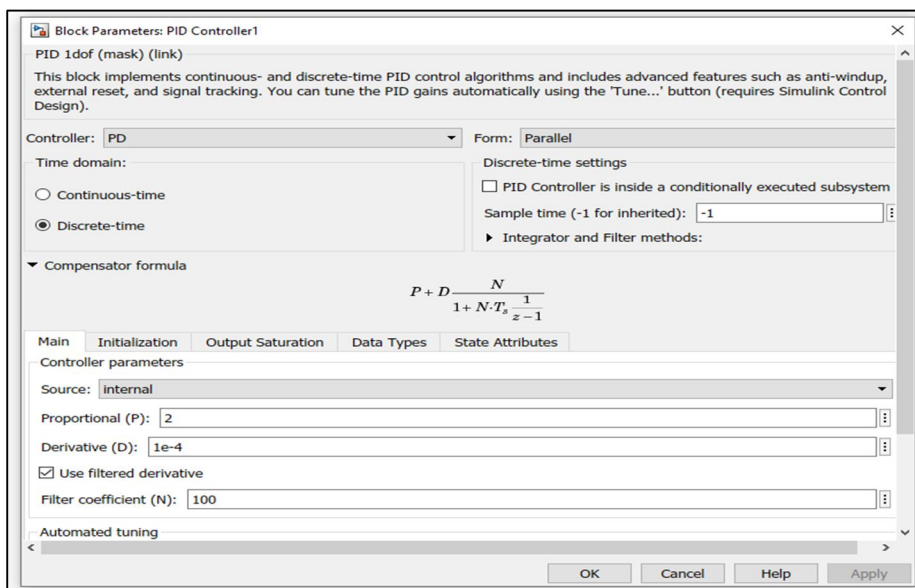 Block Parameters: PID Controller1
PID 1dof (mask) (link)
This block implements continuous- and discrete-time PID control algorithms and includes advanced features such as anti-windup,
external reset, and signal tracking. You can tune the PID gains automatically using the 'Tune...' button (requires Simulink Control
Design).
Controller: PD Form: Parallel
Time domain:
Continuous-time
Discrete-time
Discrete-time settings
PID Controller is inside a conditionally executed subsystem
Sample time (-1 for inherited): -1
Integrator and Filter methods:
Compensator formula
P + D N / (1 + N·Ts 1 / (z − 1))
Main Initialization Output Saturation Data Types State Attributes
Controller parameters
Source: internal
Proportional (P): 2
Derivative (D): 1e-4
Use filtered derivative
Filter coefficient (N): 100
Automated tuning
OK Cancel Help Apply